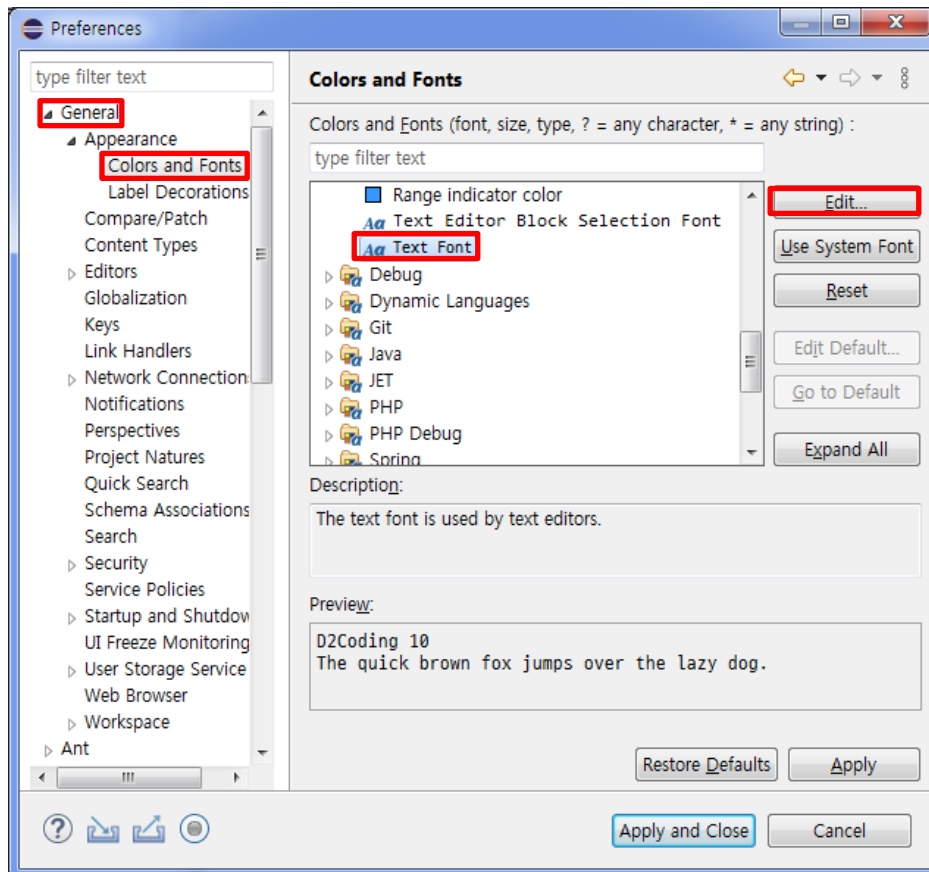 Preferences
type filter text
General
Appearance
Colors and Fonts
Label Decorations
Compare/Patch
Content Types
Editors
Globalization
Keys
Link Handlers
Network Connection
Notifications
Perspectives
Project Natures
Quick Search
Schema Associations
Search
Security
Service Policies
Startup and Shutdow
UI Freeze Monitoring
User Storage Service
Web Browser
Workspace
Ant
Colors and Fonts
Colors and Fonts (font, size, type, ? = any character, * = any string) :
type filter text
Range indicator color
Text Editor Block Selection Font
Text Font
Debug
Dynamic Languages
Git
Java
JET
PHP
PHP Debug
Spring
Edit...
Use System Font
Reset
Edit Default...
Go to Default
Expand All
Description:
The text font is used by text editors.
Preview:
D2Coding 10
The quick brown fox jumps over the lazy dog.
Restore Defaults
Apply
Apply and Close
Cancel